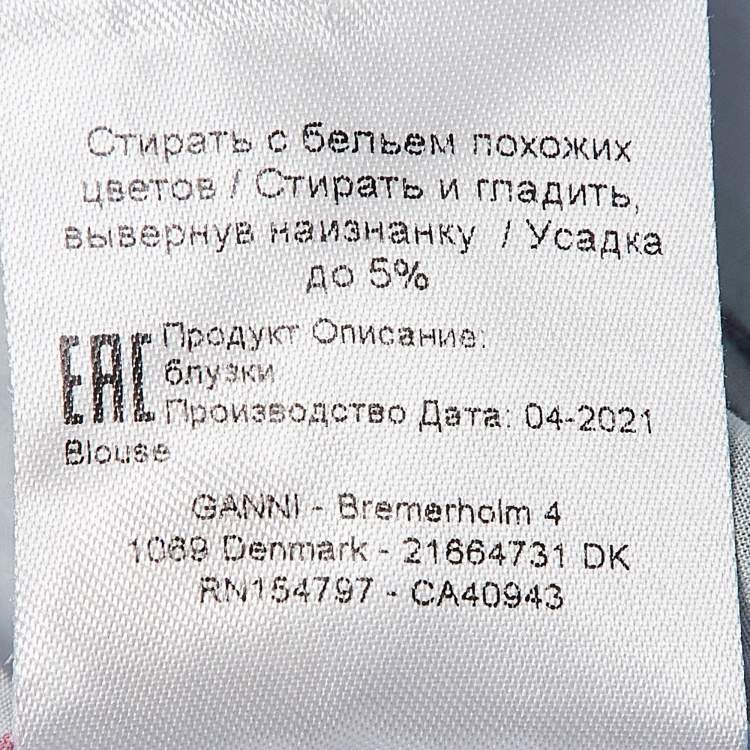 Стирать с бельем похожих
цветов / Стирать и гладить,
вывернув наизнанку / Усадка
до 5%
EAC Продукт Описание:
блузки
Производство Дата: 04-2021
Blouse
GANNI - Bremerholm 4
1069 Denmark - 21664731 DK
RN154797 - CA40943